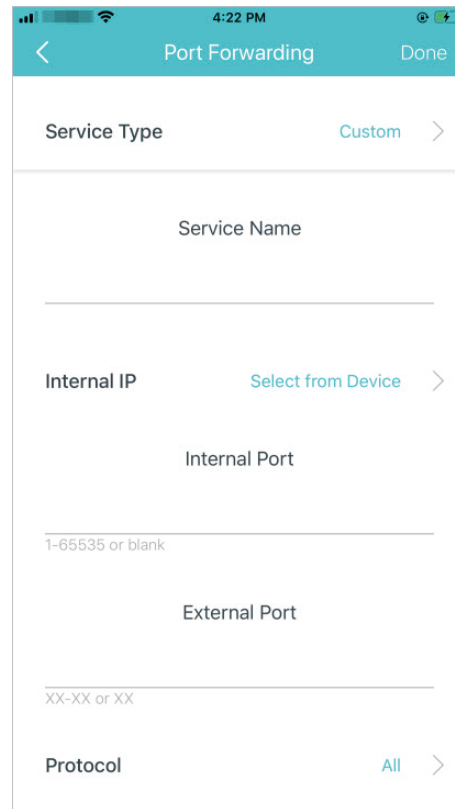 4:22 PM
Port Forwarding Done
Service Type Custom
Service Name
Internal IP Select from Device
Internal Port
1-65535 or blank
External Port
XX-XX or XX
Protocol All